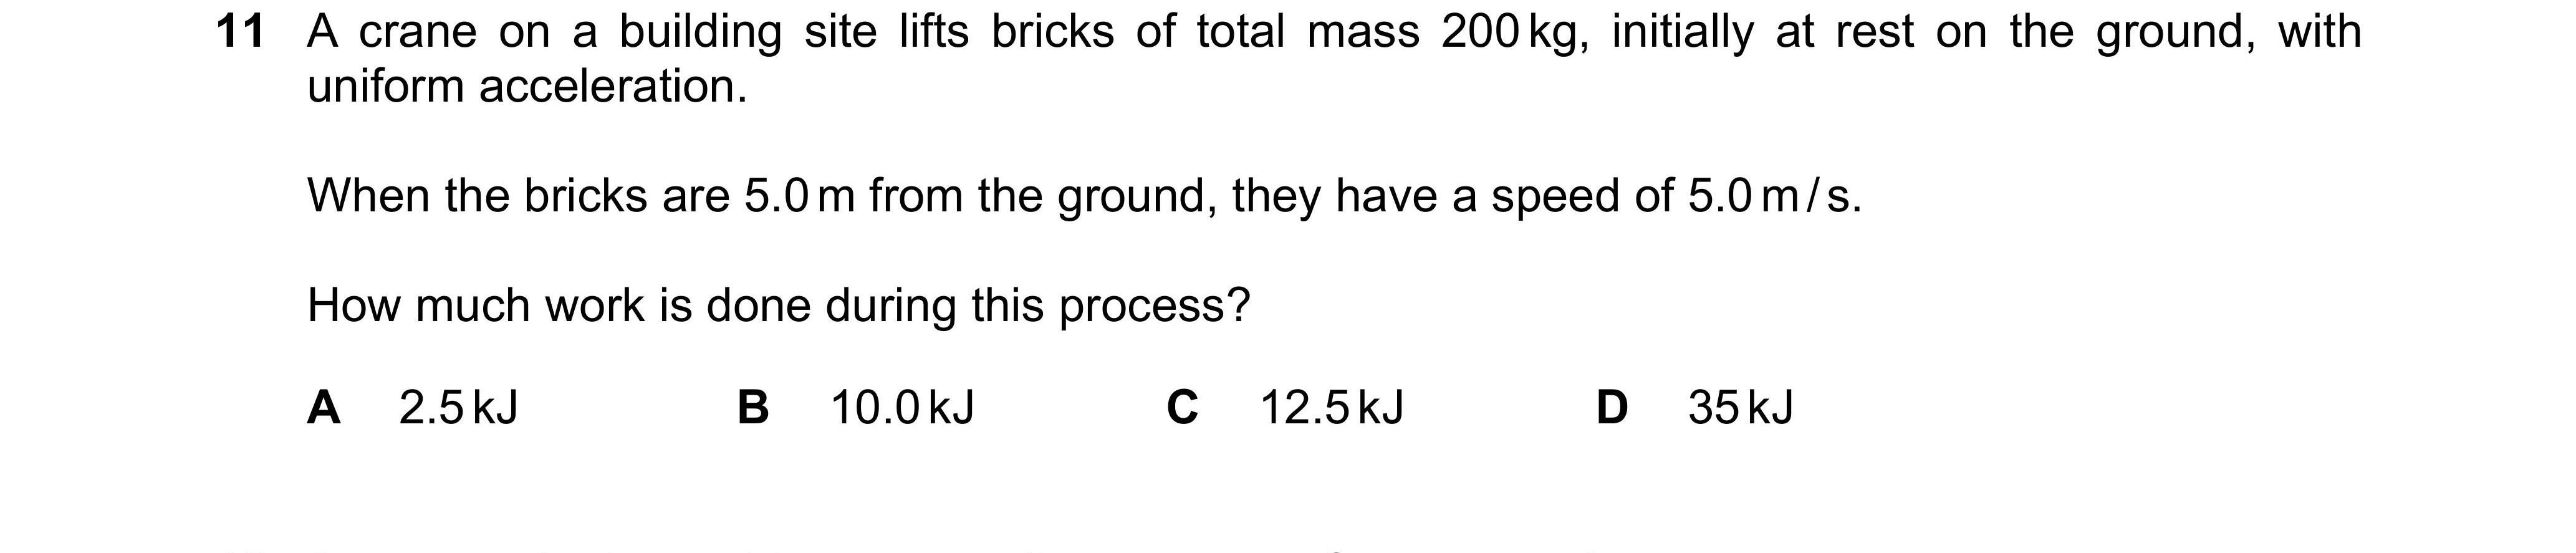 11 A crane on a building site lifts bricks of total mass 200 kg, initially at rest on the ground, with
uniform acceleration.
When the bricks are 5.0 m from the ground, they have a speed of 5.0 m/s.
How much work is done during this process?
A 2.5 kJ B 10.0 kJ C 12.5 kJ D 35 kJ